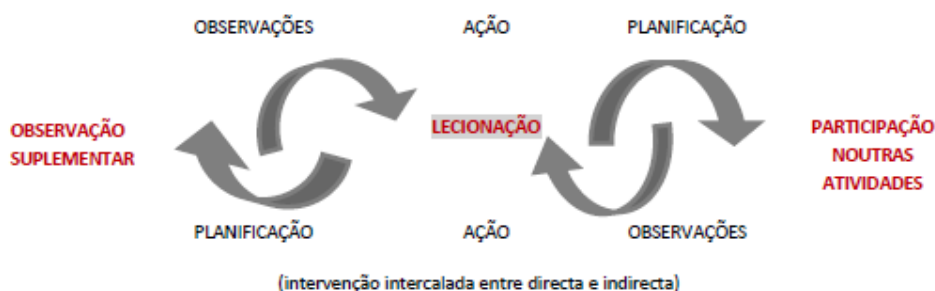 OBSERVAÇÕES AÇÃO PLANIFICAÇÃO
OBSERVAÇÃO
SUPLEMENTAR
LECIONAÇÃO
PARTICIPAÇÃO
NOUTRAS
ATIVIDADES
PLANIFICAÇÃO AÇÃO OBSERVAÇÕES
(intervenção intercalada entre directa e indirecta)